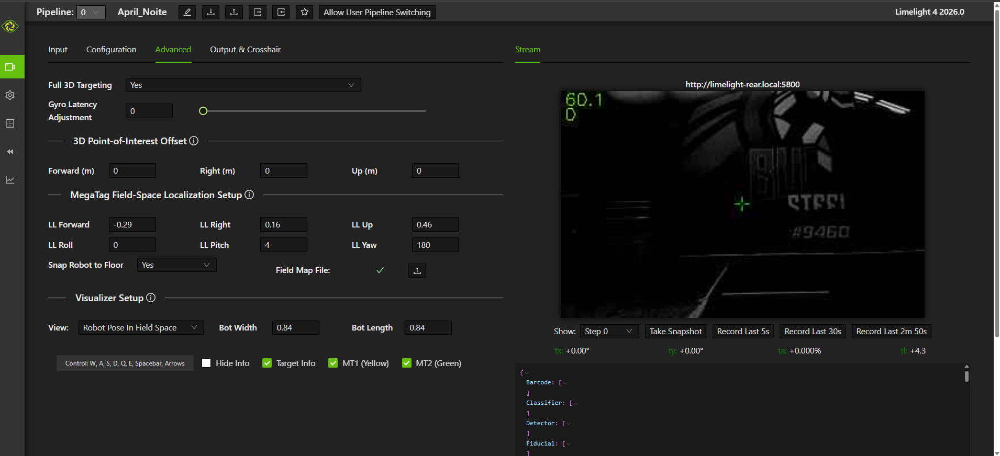 Pipeline: 0 April_Noite Allow User Pipeline Switching Limelight 4 2026.0
Input Configuration Advanced Output & Crosshair
Full 3D Targeting Yes
Gyro Latency Adjustment 0
3D Point-of-Interest Offset
Forward (m) 0 Right (m) 0 Up (m) 0
MegaTag Field-Space Localization Setup
LL Forward -0.29 LL Right 0.16 LL Up 0.46
LL Roll 0 LL Pitch 4 LL Yaw 180
Snap Robot to Floor Yes Field Map File:
Visualizer Setup
View: Robot Pose In Field Space Bot Width 0.84 Bot Length 0.84
Control: W, A, S, D, Q, E, Spacebar, Arrows Hide Info Target Info MT1 (Yellow) MT2 (Green)
Stream
http://limelight-rear.local:5800
60.1
D
#9460
Show: Step 0 Take Snapshot Record Last 5s Record Last 30s Record Last 2m 50s
tx: +0.00° ty: +0.00° ta: +0.000% tl: +4.3
{
Barcode: [
]
Classifier: [
]
Detector: [
]
Fiducial: [
]